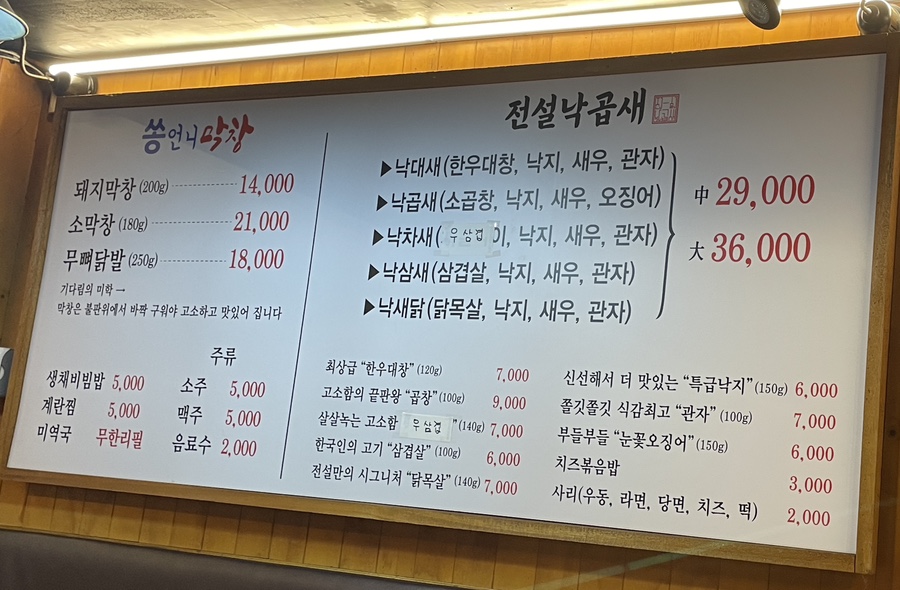 쏭언니막창
돼지막창 (200g) 14,000
소막창 (180g) 21,000
무뼈닭발 (250g) 18,000
기다림의 미학 →
막창은 불판위에서 바짝 구워야 고소하고 맛있어 집니다
생채비빔밥 5,000
계란찜 5,000
미역국 무한리필
주류
소주 5,000
맥주 5,000
음료수 2,000
전설낙곱새
▶낙대새(한우대창, 낙지, 새우, 관자)
▶낙곱새(소곱창, 낙지, 새우, 오징어)
▶낙차새(우삼겹이, 낙지, 새우, 관자)
▶낙삼새(삼겹살, 낙지, 새우, 관자)
▶낙새닭(닭목살, 낙지, 새우, 관자)
中 29,000
大 36,000
최상급 “한우대창” (120g) 7,000
고소함의 끝판왕 “곱창” (100g) 9,000
살살녹는 고소함 우삼겹” (140g) 7,000
한국인의 고기 “삼겹살” (100g) 6,000
전설만의 시그니처 “닭목살” (140g) 7,000
신선해서 더 맛있는 “특급낙지” (150g) 6,000
쫄깃쫄깃 식감최고 “관자” (100g) 7,000
부들부들 “눈꽃오징어” (150g) 6,000
치즈볶음밥 3,000
사리(우동, 라면, 당면, 치즈, 떡) 2,000